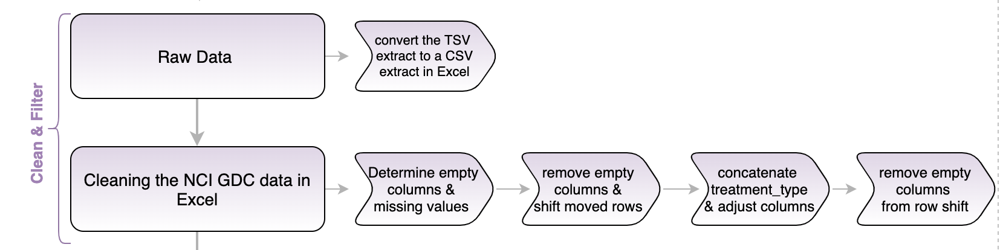 Clean & Filter
Raw Data
convert the TSV
extract to a CSV
extract in Excel
Cleaning the NCI GDC data in
Excel
Determine empty
columns &
missing values
remove empty
columns &
shift moved rows
concatenate
treatment_type
& adjust columns
remove empty
columns
from row shift